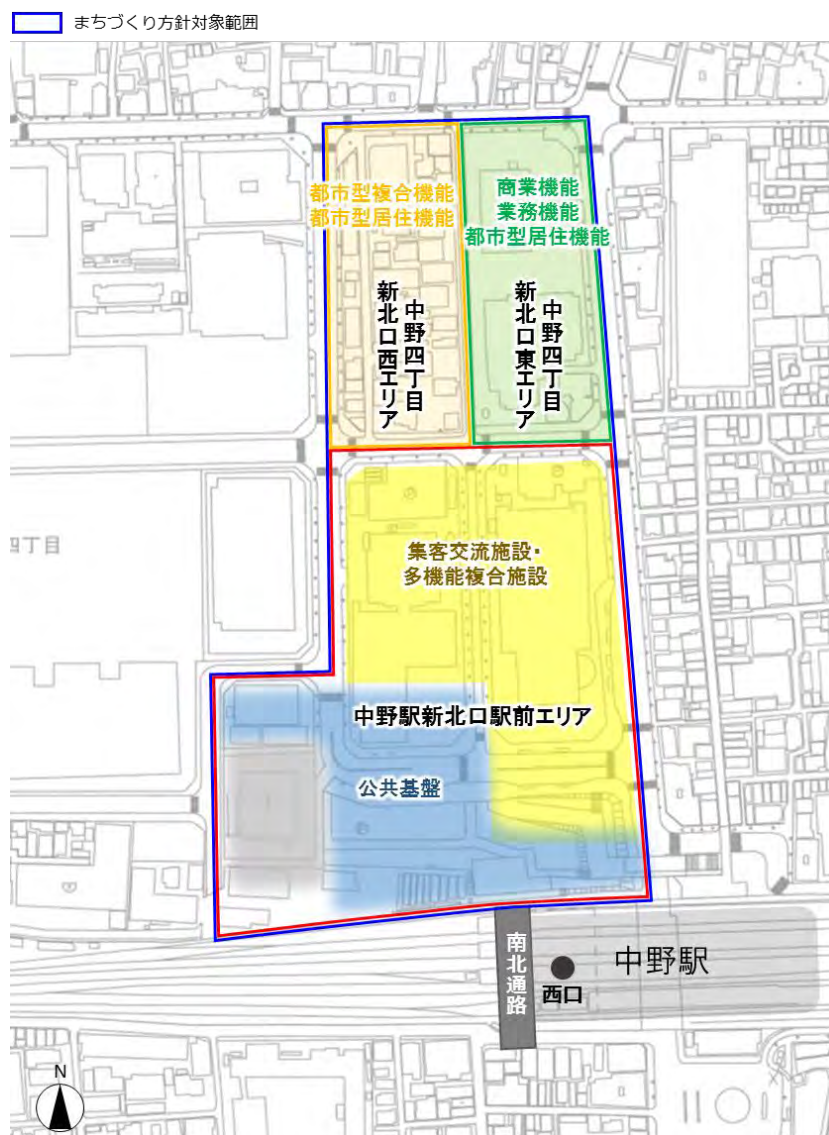 まちづくり方針対象範囲
都市型複合機能
都市型居住機能
商業機能
業務機能
都市型居住機能
中野四丁目
新北口西エリア
中野四丁目
新北口東エリア
四丁目
集客交流施設・
多機能複合施設
中野駅新北口駅前エリア
公共基盤
南北通路
西口
中野駅
N